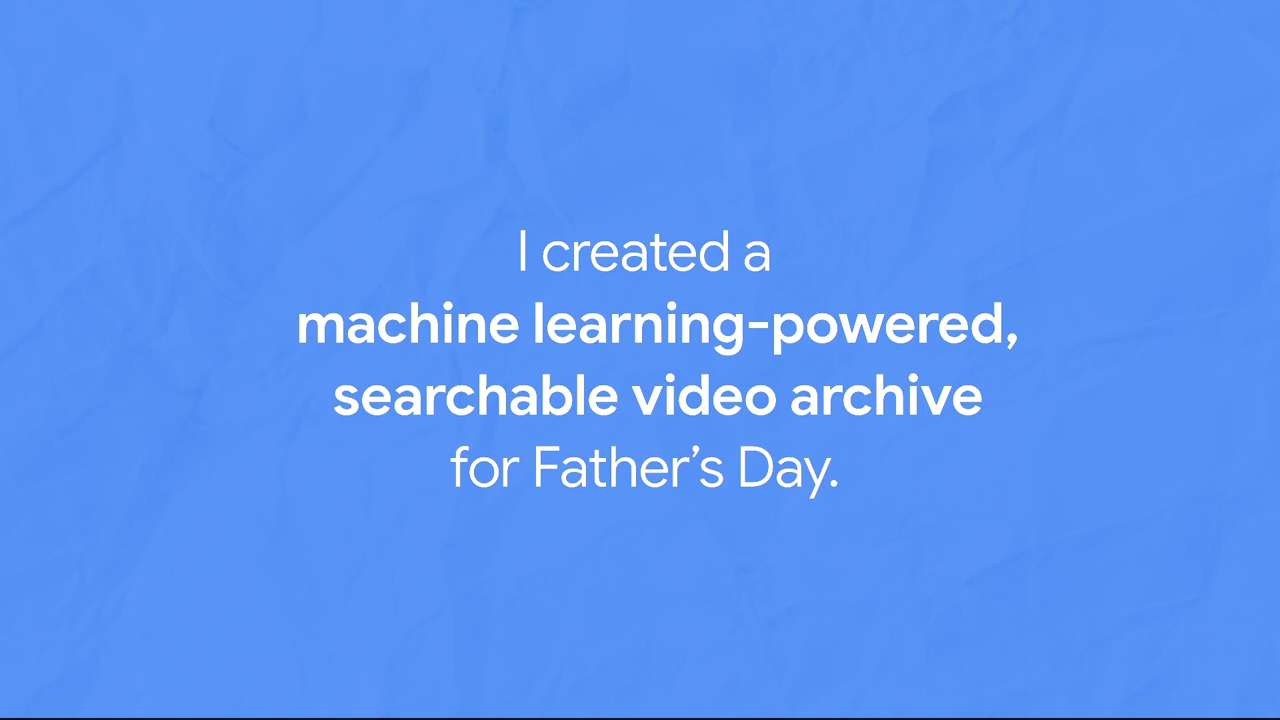 I created a
machine learning-powered,
searchable video archive
for Father’s Day.